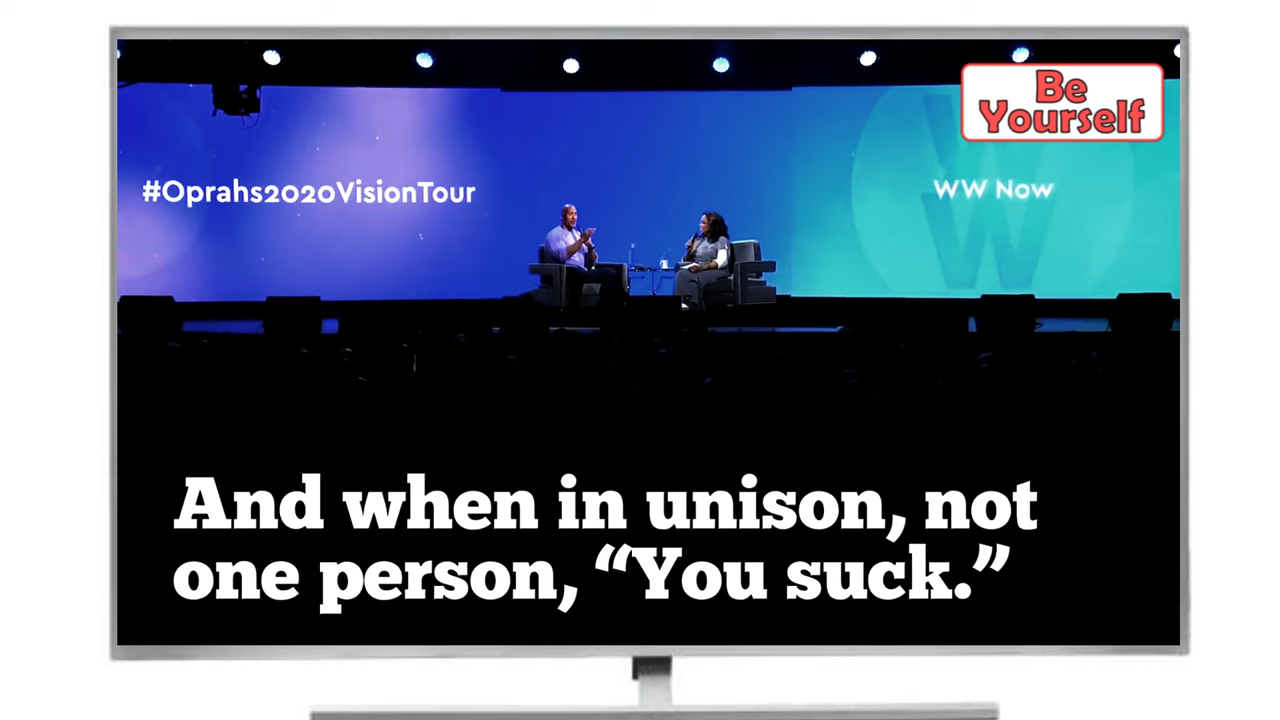 Be
Yourself
#Oprahs2020VisionTour
WW Now
W
W
And when in unison, not
one person, “You suck.”